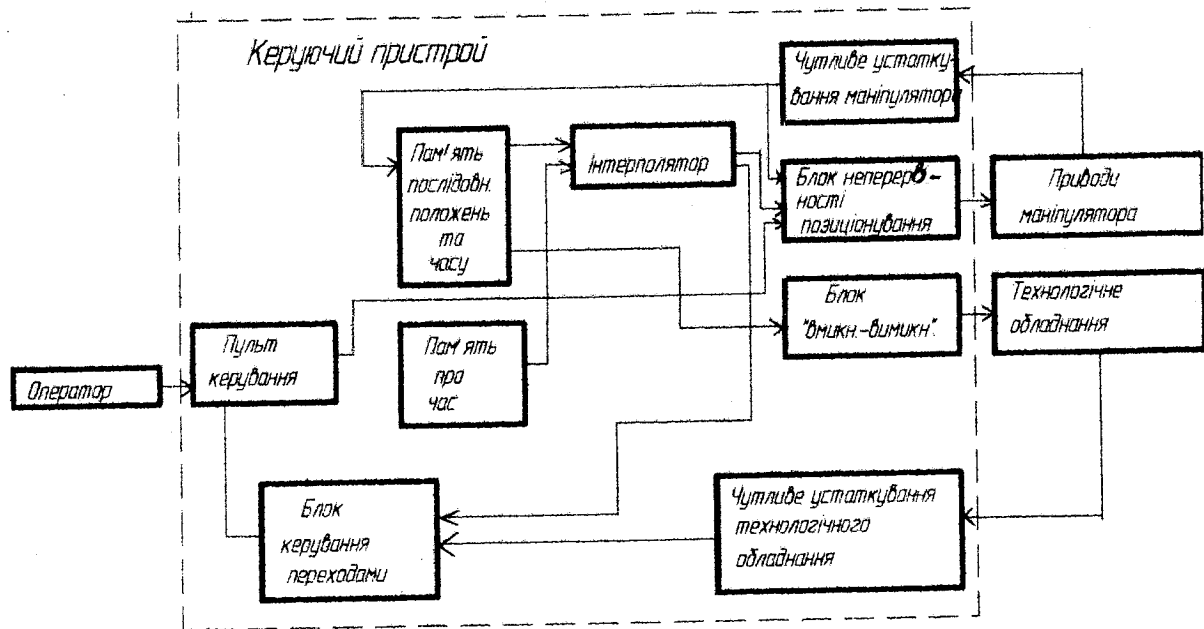 Керуючий пристрой
Чутливе устатку-
вання маніпулятора
Пам'ять
послідовн.
положень
та
часу
Інтерполятор
Блок неперерв-
ності
позиціонування
Приводи
маніпулятора
Блок
"вмикн.-вимикн".
Технологічне
обладнання
Пульт
керування
Пам'ять
про
час
Оператор
Блок
керування
переходами
Чутливе устаткування
технологічного
обладнання